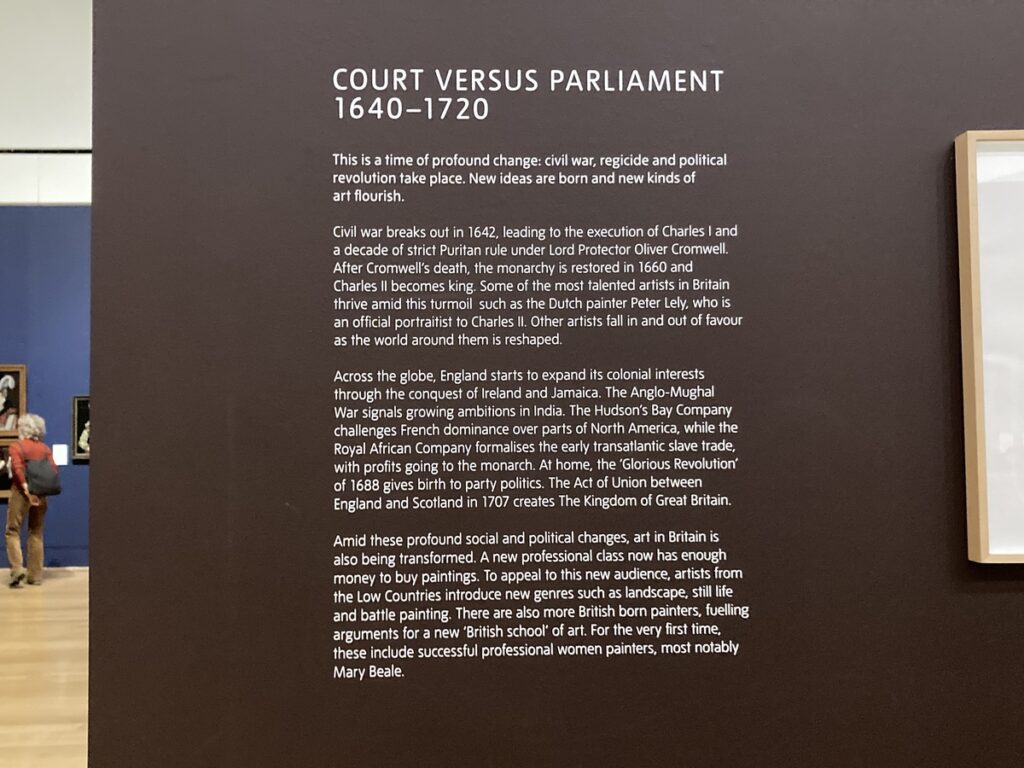 COURT VERSUS PARLIAMENT
1640–1720
This is a time of profound change: civil war, regicide and political
revolution take place. New ideas are born and new kinds of
art flourish.
Civil war breaks out in 1642, leading to the execution of Charles I and
a decade of strict Puritan rule under Lord Protector Oliver Cromwell.
After Cromwell's death, the monarchy is restored in 1660 and
Charles II becomes king. Some of the most talented artists in Britain
thrive amid this turmoil such as the Dutch painter Peter Lely, who is
an official portraitist to Charles II. Other artists fall in and out of favour
as the world around them is reshaped.
Across the globe, England starts to expand its colonial interests
through the conquest of Ireland and Jamaica. The Anglo-Mughal
War signals growing ambitions in India. The Hudson's Bay Company
challenges French dominance over parts of North America, while the
Royal African Company formalises the early transatlantic slave trade,
with profits going to the monarch. At home, the 'Glorious Revolution'
of 1688 gives birth to party politics. The Act of Union between
England and Scotland in 1707 creates The Kingdom of Great Britain.
Amid these profound social and political changes, art in Britain is
also being transformed. A new professional class now has enough
money to buy paintings. To appeal to this new audience, artists from
the Low Countries introduce new genres such as landscape, still life
and battle painting. There are also more British born painters, fuelling
arguments for a new 'British school' of art. For the very first time,
these include successful professional women painters, most notably
Mary Beale.